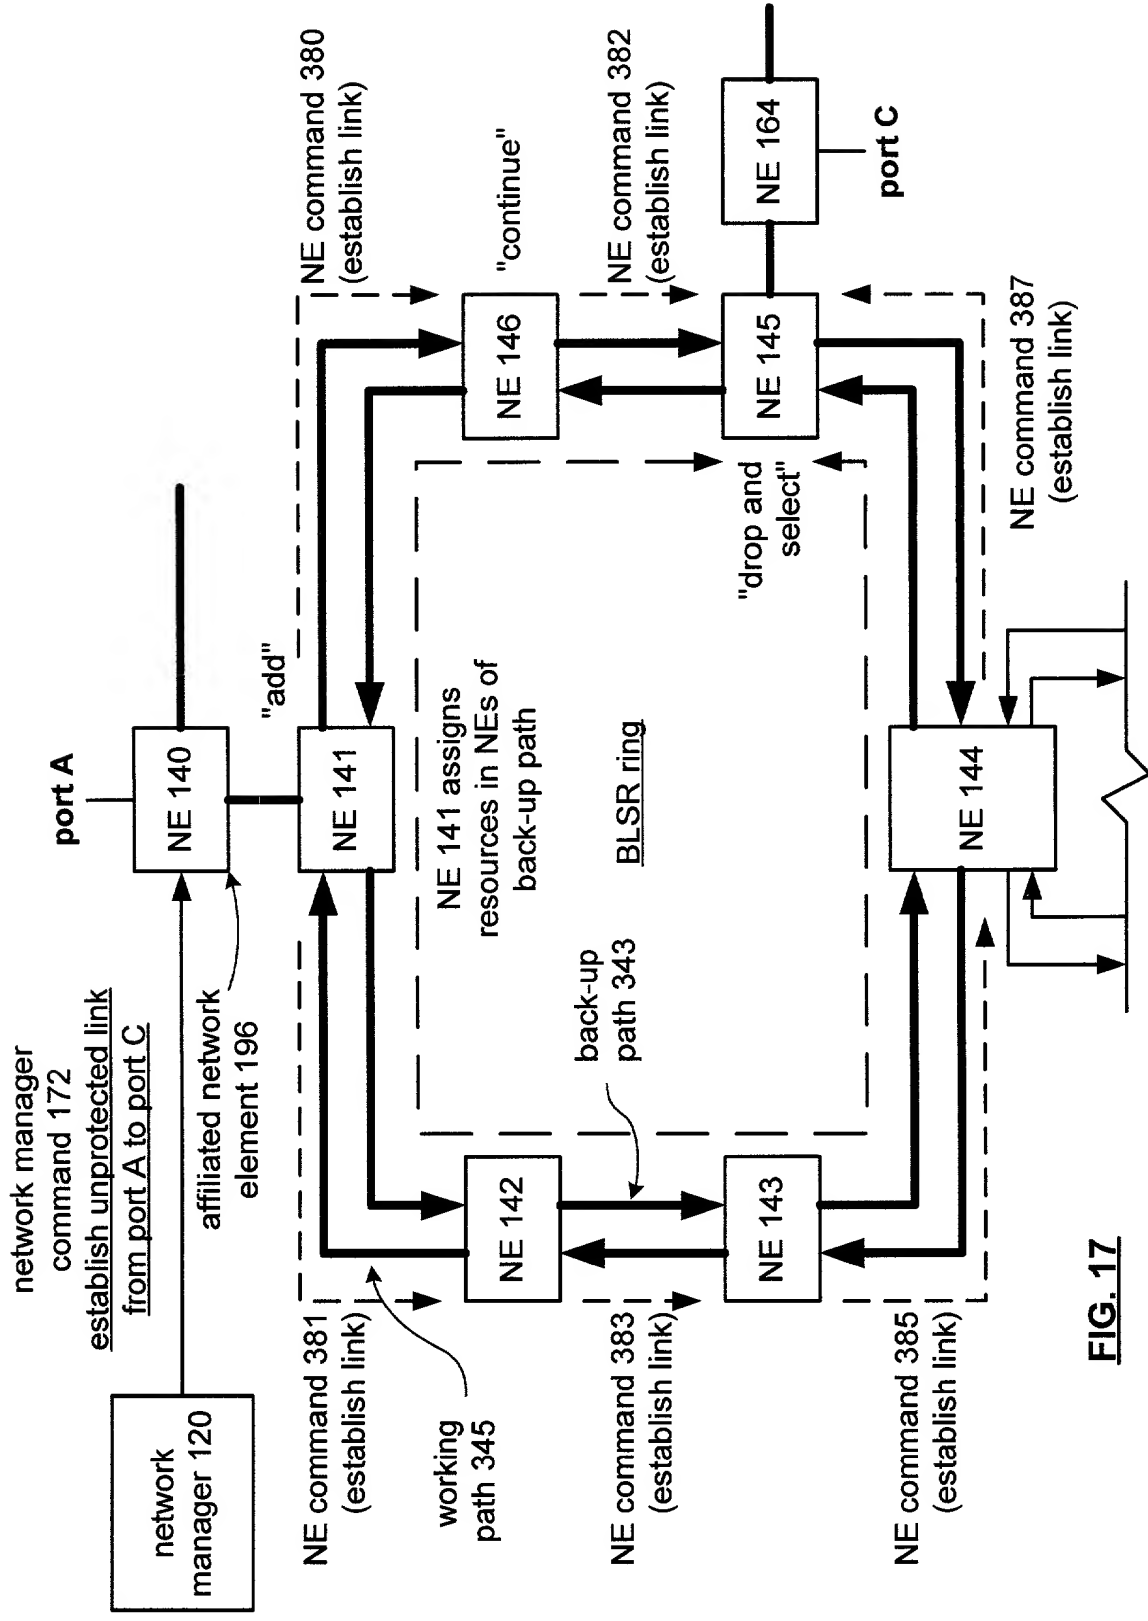 network manager
command 172
establish unprotected link
from port A to port C
network
manager 120
affiliated network
element 196
port A
NE 140
"add"
NE 141
NE command 380
(establish link)
NE command 381
(establish link)
working
path 345
NE 146
"continue"
NE command 382
(establish link)
NE 141 assigns
resources in NEs of
back-up path
BLSR ring
back-up
path 343
NE 142
NE command 383
(establish link)
NE 143
NE 145
"drop and
select"
NE 164
port C
NE command 385
(establish link)
NE 144
NE command 387
(establish link)
FIG. 17